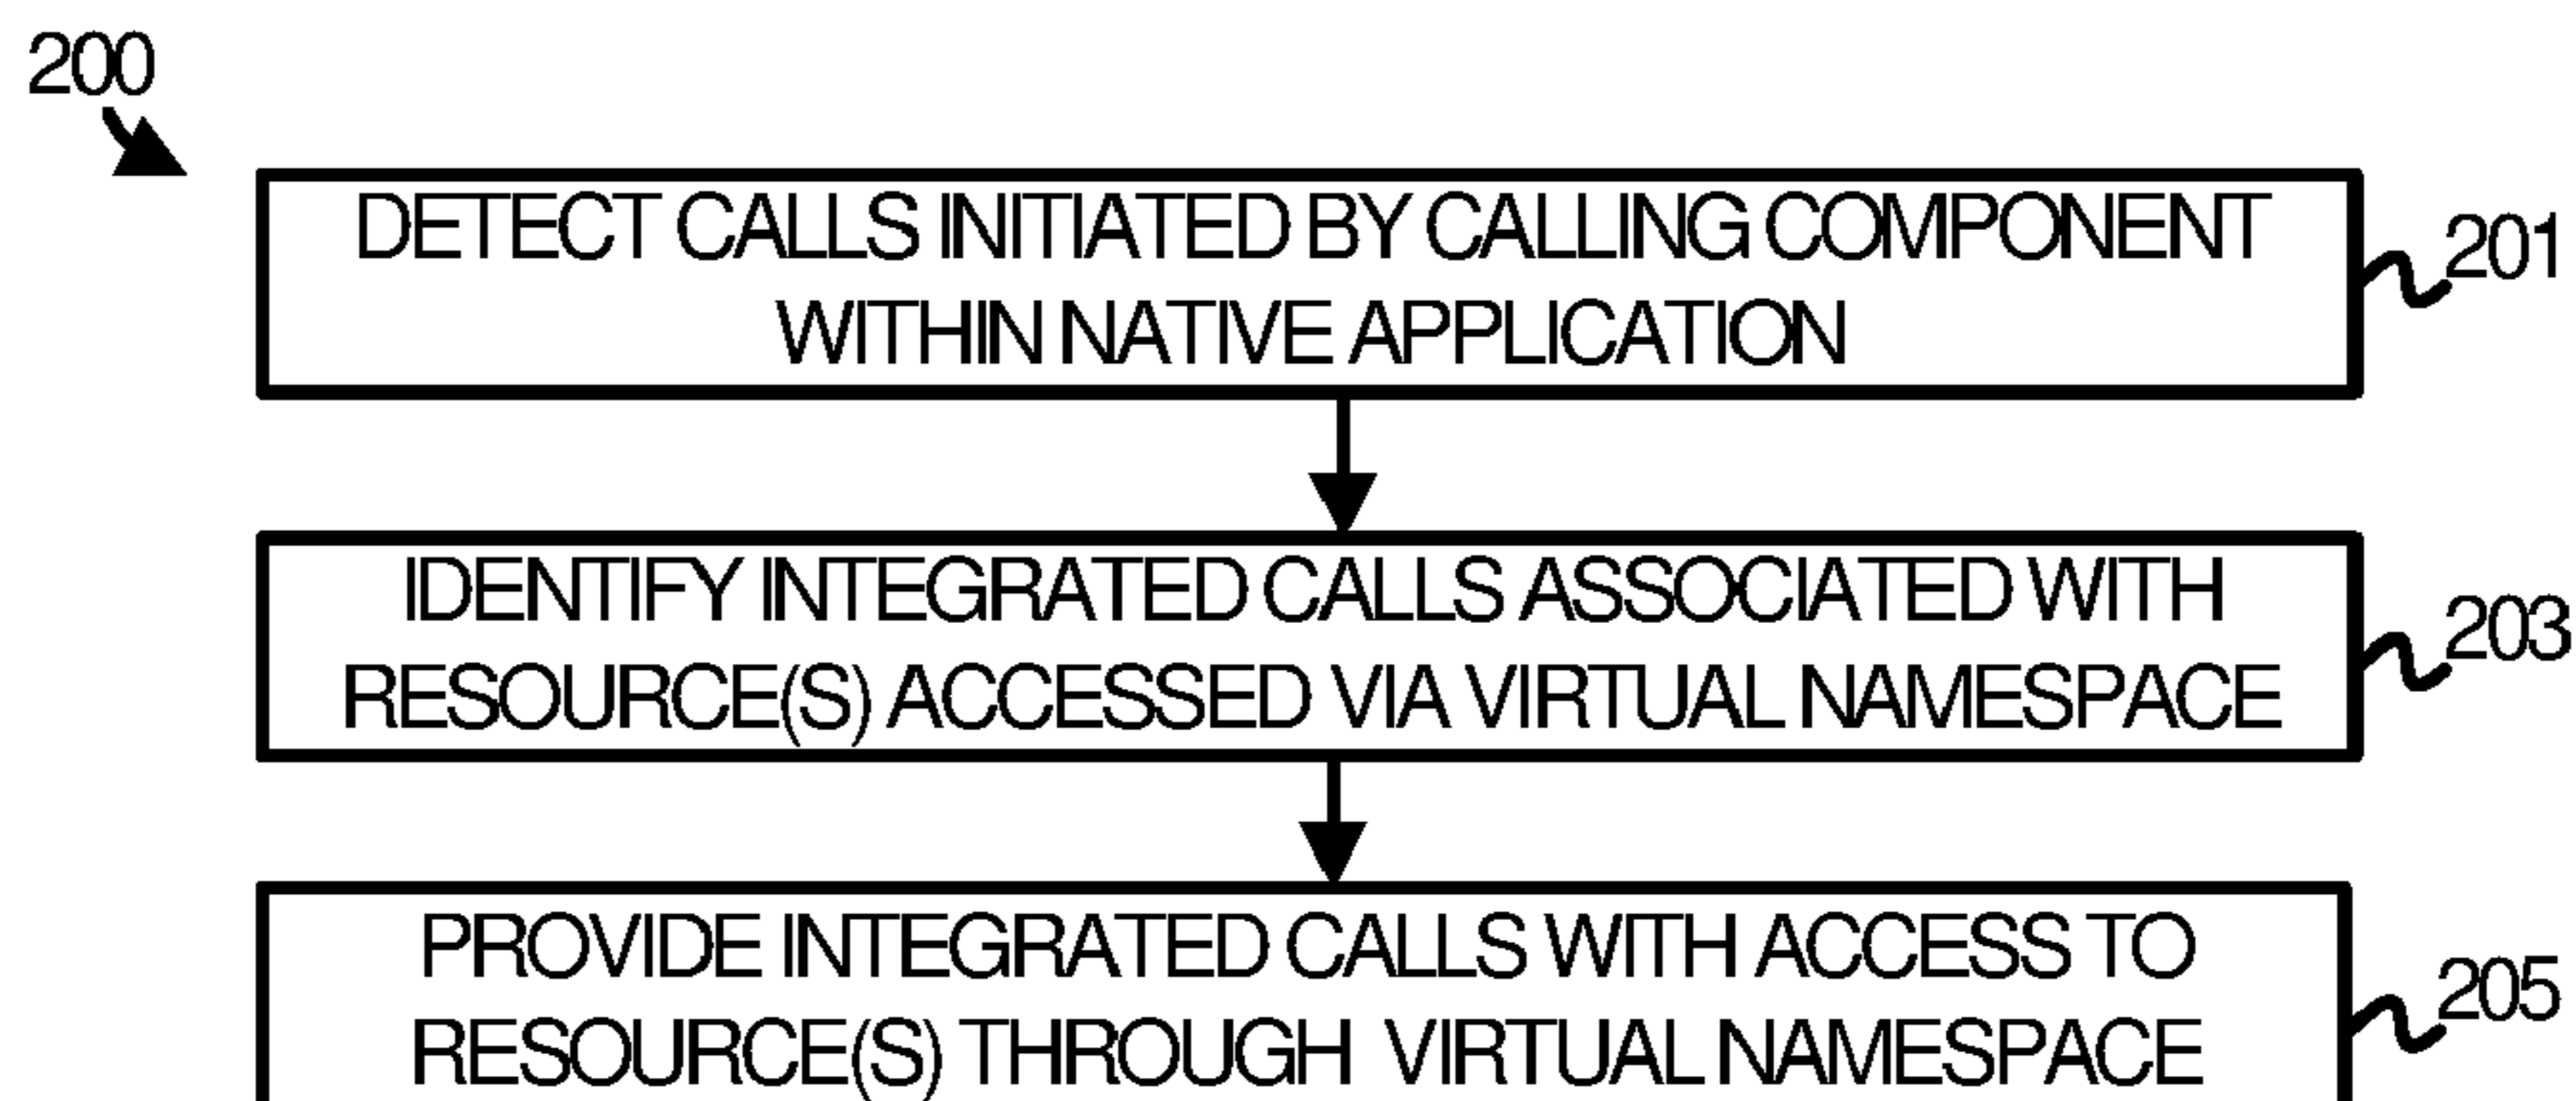 200
DETECT CALLS INITIATED BY CALLING COMPONENT
WITHIN NATIVE APPLICATION
201
IDENTIFY INTEGRATED CALLS ASSOCIATED WITH
RESOURCE(S) ACCESSED VIA VIRTUAL NAMESPACE
203
PROVIDE INTEGRATED CALLS WITH ACCESS TO
RESOURCE(S) THROUGH VIRTUAL NAMESPACE
205